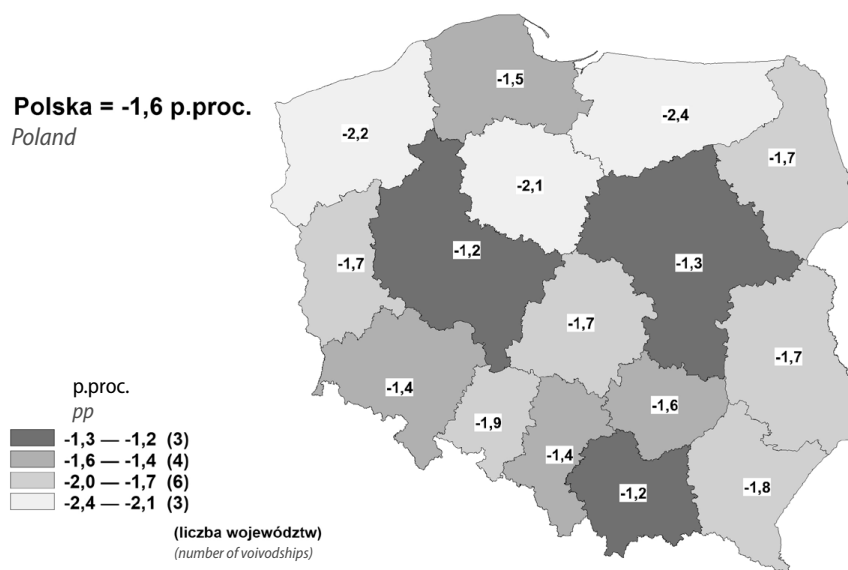 -1,5
Polska = -1,6 p.proc.
Poland
-2,2
-2,4
-1,7
-2,1
-1,2
-1,7
-1,3
-1,7
-1,7
-1,4
-1,6
-1,9
-1,4
-1,2
-1,8
p.proc.
pp
-1,3 — -1,2 (3)
-1,6 — -1,4 (4)
-2,0 — -1,7 (6)
-2,4 — -2,1 (3)
(liczba województw)
(number of voivodships)